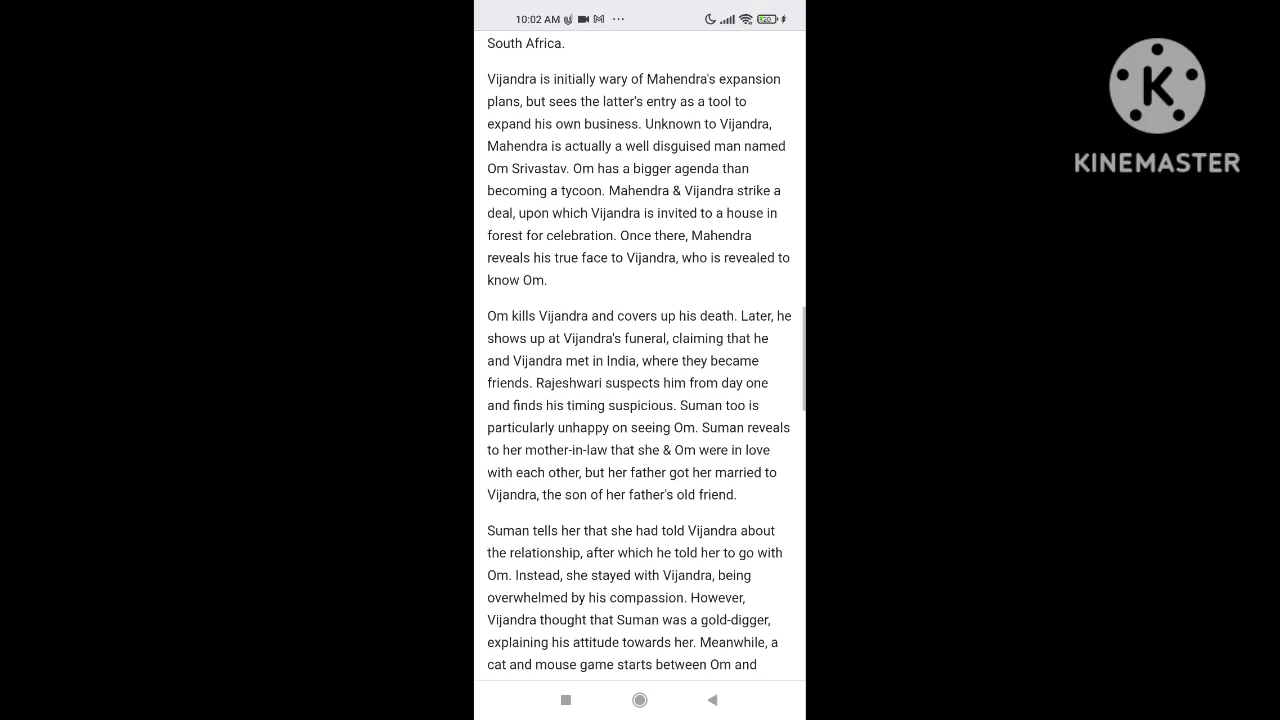 10:02 AM
20
South Africa.
Vijandra is initially wary of Mahendra's expansion
plans, but sees the latter's entry as a tool to
expand his own business. Unknown to Vijandra,
Mahendra is actually a well disguised man named
Om Srivastav. Om has a bigger agenda than
becoming a tycoon. Mahendra & Vijandra strike a
deal, upon which Vijandra is invited to a house in
forest for celebration. Once there, Mahendra
reveals his true face to Vijandra, who is revealed to
know Om.
Om kills Vijandra and covers up his death. Later, he
shows up at Vijandra's funeral, claiming that he
and Vijandra met in India, where they became
friends. Rajeshwari suspects him from day one
and finds his timing suspicious. Suman too is
particularly unhappy on seeing Om. Suman reveals
to her mother-in-law that she & Om were in love
with each other, but her father got her married to
Vijandra, the son of her father's old friend.
Suman tells her that she had told Vijandra about
the relationship, after which he told her to go with
Om. Instead, she stayed with Vijandra, being
overwhelmed by his compassion. However,
Vijandra thought that Suman was a gold-digger,
explaining his attitude towards her. Meanwhile, a
cat and mouse game starts between Om and
K
KINEMASTER